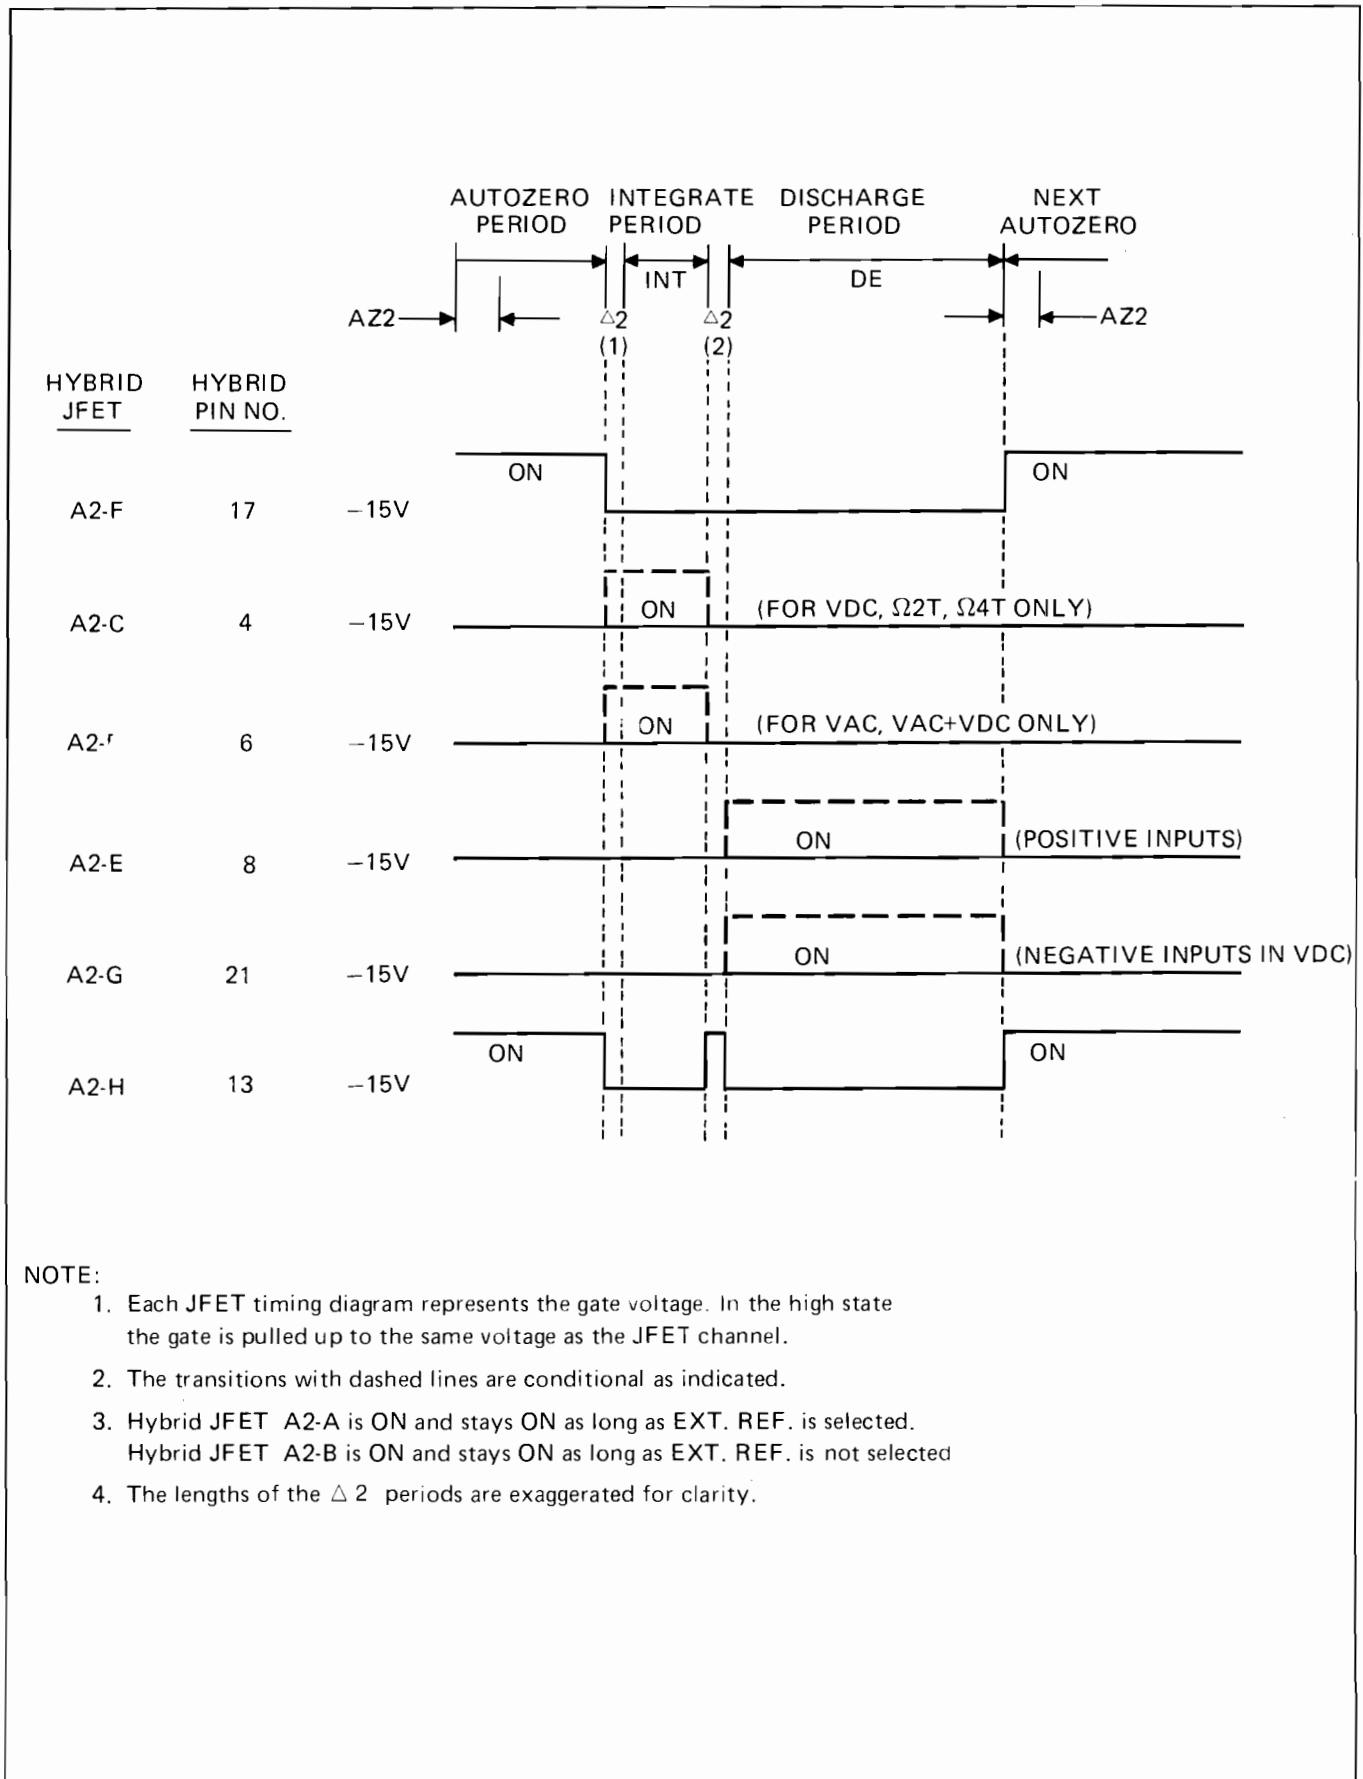 AUTOZERO PERIOD
INTEGRATE PERIOD
DISCHARGE PERIOD
NEXT AUTOZERO
INT
DE
AZ2
△2
(1)
△2
(2)
AZ2
HYBRID JFET
HYBRID PIN NO.
ON
ON
A2-F 17 −15V
ON (FOR VDC, Ω2T, Ω4T ONLY)
A2-C 4 −15V
ON (FOR VAC, VAC+VDC ONLY)
6 −15V
ON (POSITIVE INPUTS)
A2-E 8 −15V
ON (NEGATIVE INPUTS IN VDC)
A2-G 21 −15V
ON
ON
A2-H 13 −15V
NOTE:
1. Each JFET timing diagram represents the gate voltage. In the high state
the gate is pulled up to the same voltage as the JFET channel.
2. The transitions with dashed lines are conditional as indicated.
3. Hybrid JFET A2-A is ON and stays ON as long as EXT. REF. is selected.
Hybrid JFET A2-B is ON and stays ON as long as EXT. REF. is not selected
4. The lengths of the △ 2 periods are exaggerated for clarity.